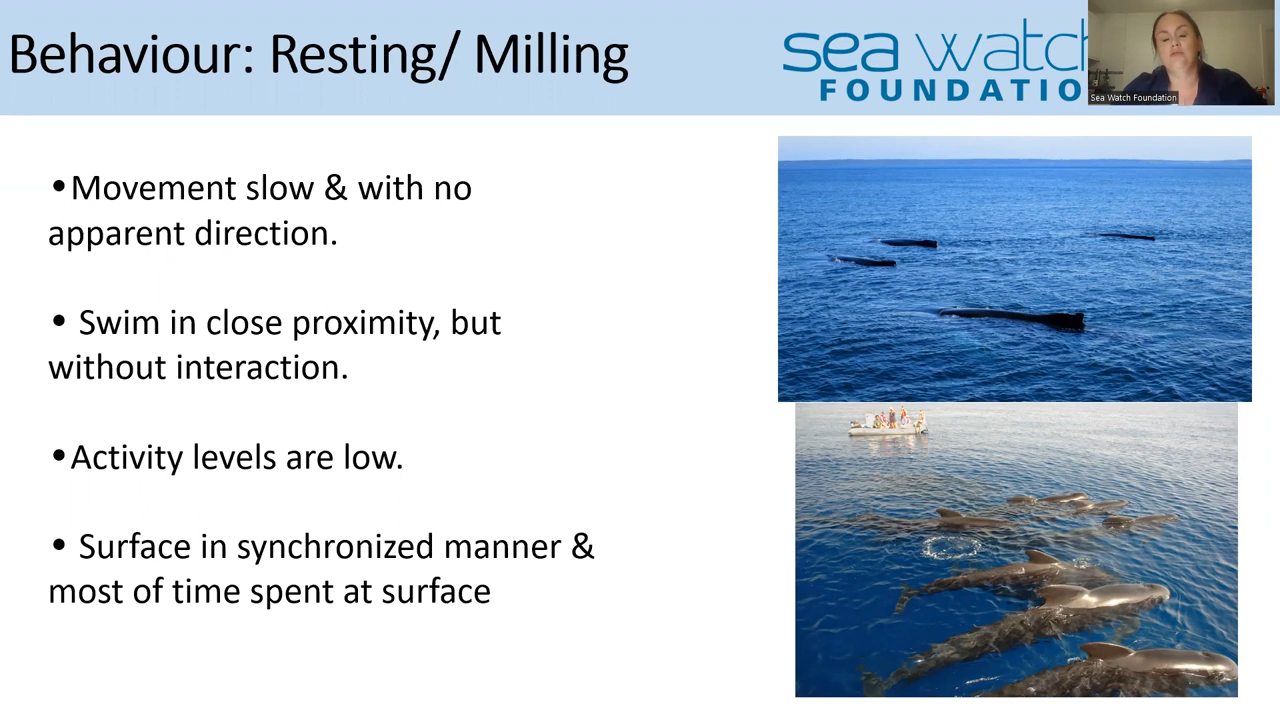 Behaviour: Resting/ Milling
sea watch
FOUNDATIO
Sea Watch Foundation
•Movement slow & with no
apparent direction.
• Swim in close proximity, but
without interaction.
•Activity levels are low.
• Surface in synchronized manner &
most of time spent at surface